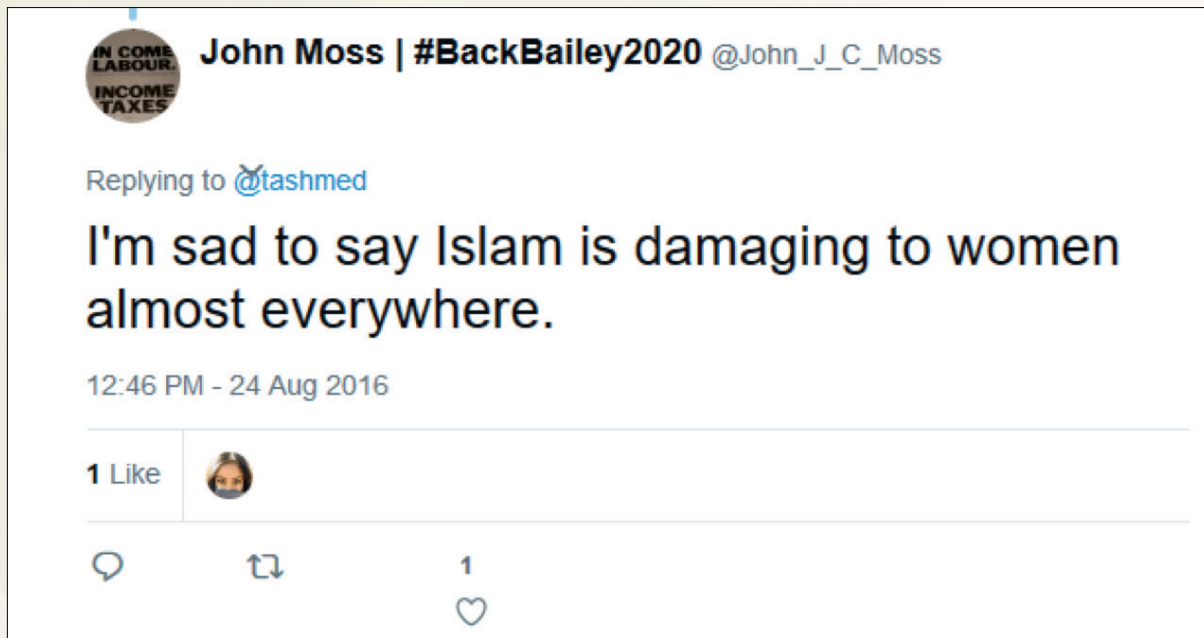 IN COME
LABOUR.
INCOME
TAXES
John Moss | #BackBailey2020 @John_J_C_Moss
Replying to @tashmed
I'm sad to say Islam is damaging to women
almost everywhere.
12:46 PM - 24 Aug 2016
1 Like
1